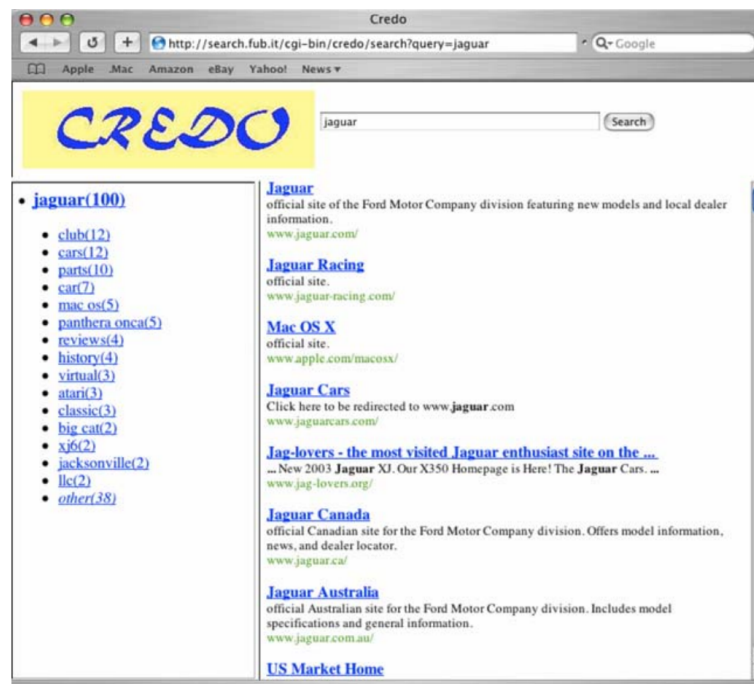 Credo
http://search.fub.it/cgi-bin/credo/search?query=jaguar
Google
Apple .Mac Amazon eBay Yahoo! News
CREDO
jaguar
Search
jaguar(100)
club(12)
cars(12)
parts(10)
car(7)
mac os(5)
panthera onca(5)
reviews(4)
history(4)
virtual(3)
atari(3)
classic(3)
big cat(2)
xj6(2)
jacksonville(2)
llc(2)
other(38)
Jaguar
official site of the Ford Motor Company division featuring new models and local dealer
information.
www.jaguar.com/
Jaguar Racing
official site.
www.jaguar-racing.com/
Mac OS X
official site.
www.apple.com/macosx/
Jaguar Cars
Click here to be redirected to www.jaguar.com
www.jaguarcars.com/
Jag-lovers - the most visited Jaguar enthusiast site on the ...
... New 2003 Jaguar XJ. Our X350 Homepage is Here! The Jaguar Cars. ...
www.jag-lovers.org/
Jaguar Canada
official Canadian site for the Ford Motor Company division. Offers model information,
news, and dealer locator.
www.jaguar.ca/
Jaguar Australia
official Australian site for the Ford Motor Company division. Includes model
specifications and general information.
www.jaguar.com.au/
US Market Home